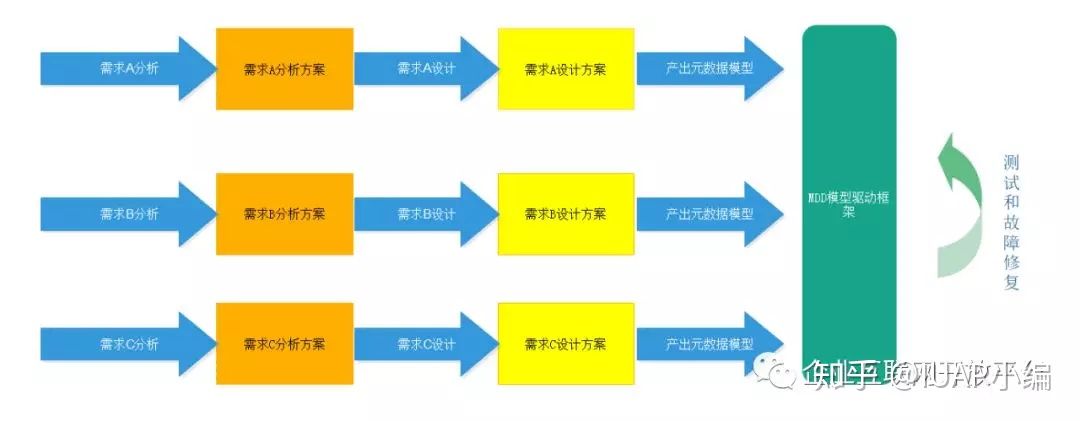 需求A分析
需求A分析方案
需求A设计
需求A设计方案
产出元数据模型
需求B分析
需求B分析方案
需求B设计
需求B设计方案
产出元数据模型
MDD模型驱动框
架
测试和故障修复
需求C分析
需求C分析方案
需求C设计
需求C设计方案
产出元数据模型
知乎 @iUAP小编